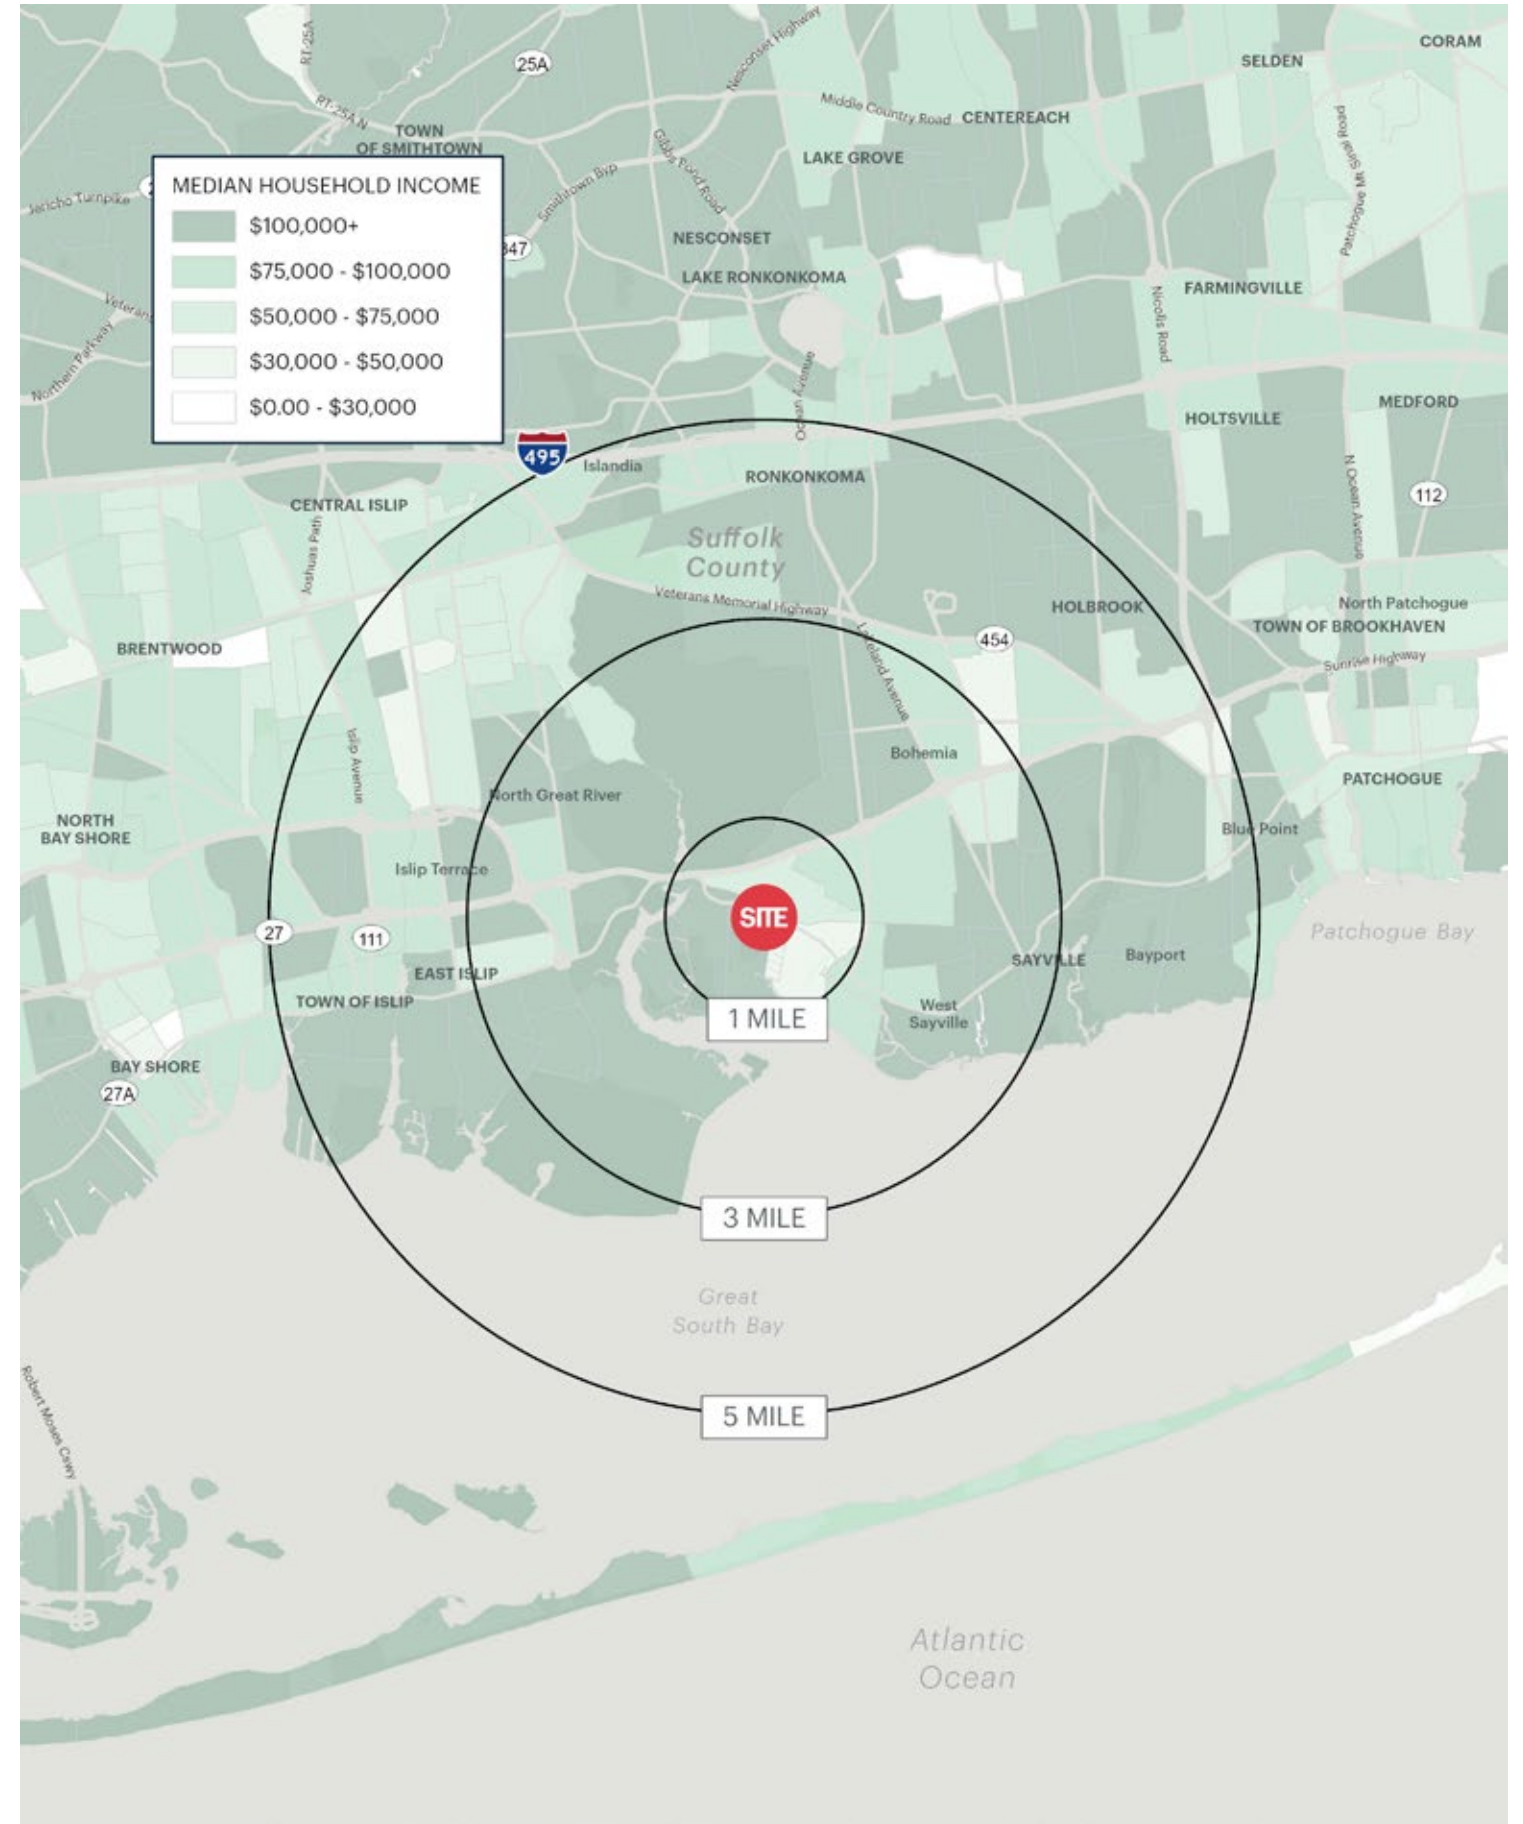 CORAM
SELDEN
25A
RT-25A
Nesconset Highway
RT-25A N
Middle Country Road
CENTEREACH
TOWN
OF SMITHTOWN
LAKE GROVE
Gibbs Pond Road
Patchogue Mt Sinai Road
Smithtown Byp
Jericho Turnpike
MEDIAN HOUSEHOLD INCOME
$100,000+
$75,000 - $100,000
$50,000 - $75,000
$30,000 - $50,000
$0.00 - $30,000
347
NESCONSET
LAKE RONKONKOMA
FARMINGVILLE
Nicolls Road
Veterans
Northern Parkway
Ocean Avenue
MEDFORD
HOLTSVILLE
495
Islandia
RONKONKOMA
CENTRAL ISLIP
N Ocean Avenue
112
Joshuas Path
Suffolk
County
Veterans Memorial Highway
HOLBROOK
North Patchogue
TOWN OF BROOKHAVEN
454
Lakeland Avenue
BRENTWOOD
Sunrise Highway
Islip Avenue
Bohemia
PATCHOGUE
North Great River
NORTH
BAY SHORE
Blue Point
Islip Terrace
SITE
27
111
Patchogue Bay
EAST ISLIP
SAYVILLE
Bayport
TOWN OF ISLIP
West
Sayville
1 MILE
BAY SHORE
27A
3 MILE
Great
South Bay
5 MILE
Robert Moses Cswy
Atlantic
Ocean